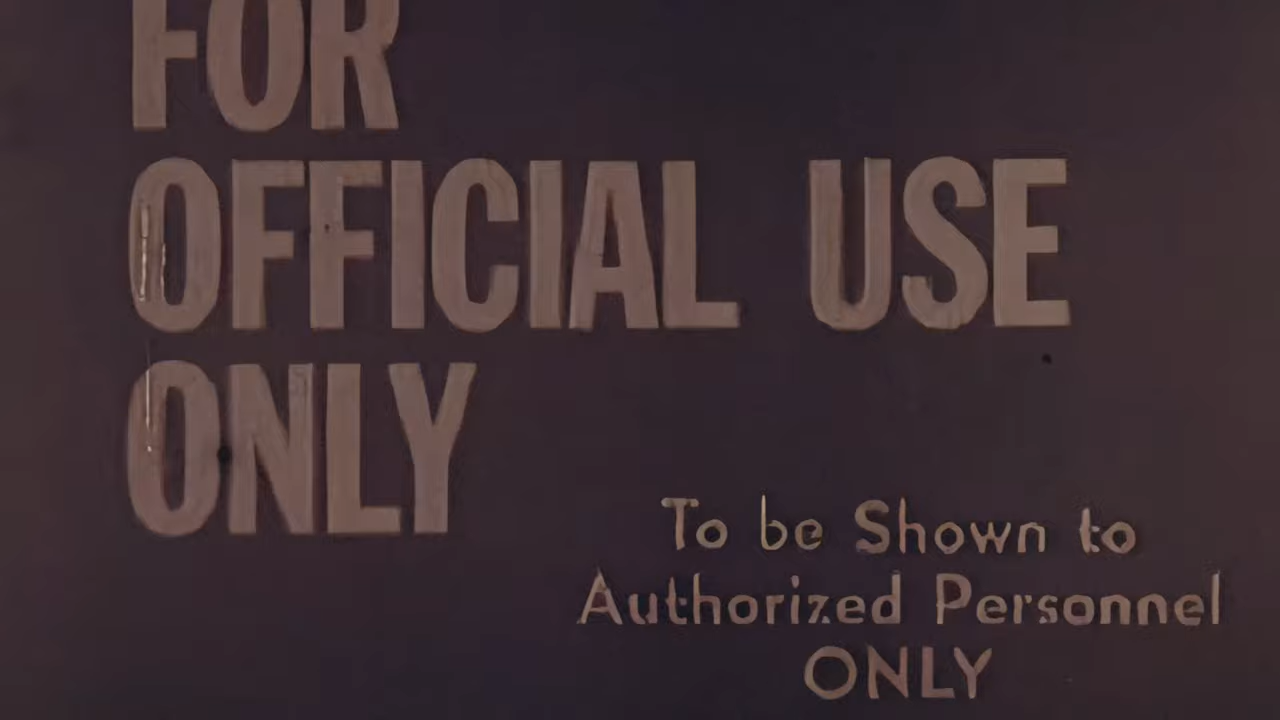 FOR
OFFICIAL USE
ONLY
To be Shown to
Authorized Personnel
ONLY